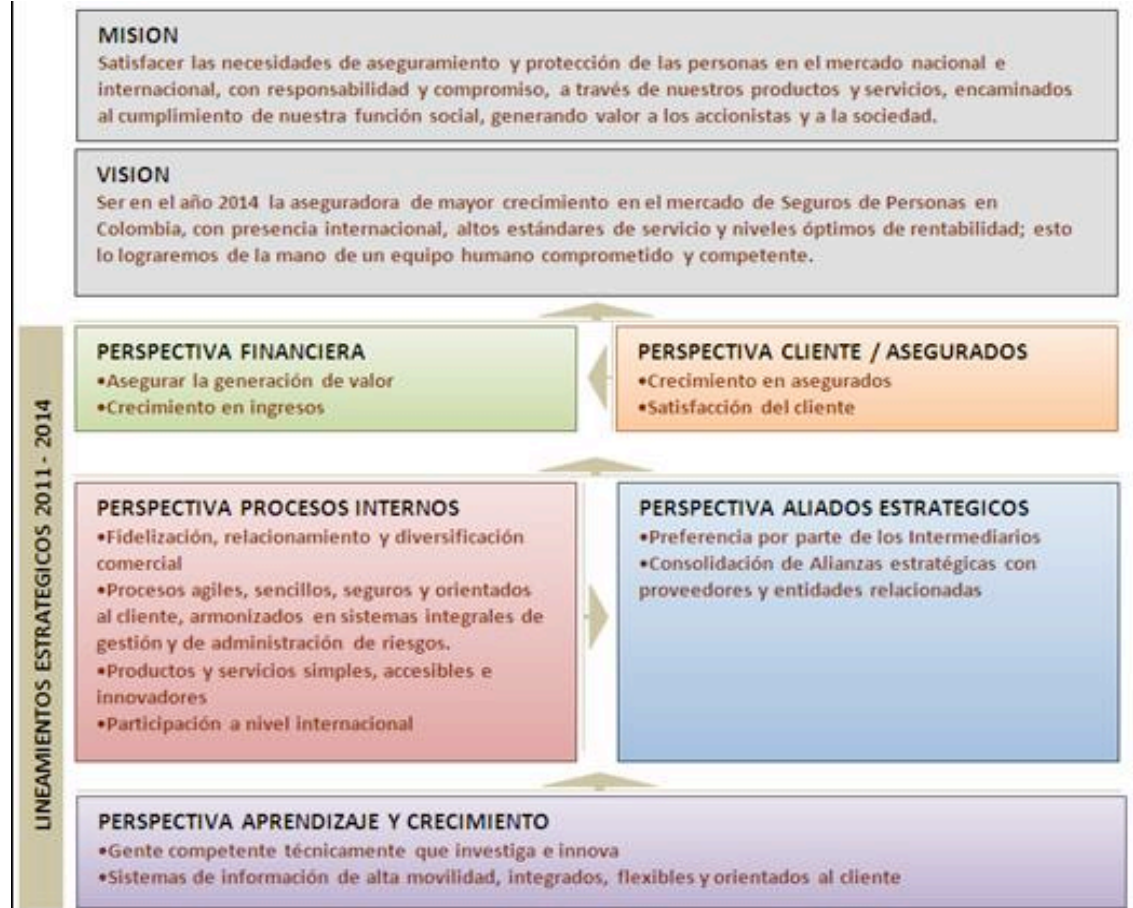 MISION
Satisfacer las necesidades de aseguramiento y protección de las personas en el mercado nacional e
internacional, con responsabilidad y compromiso, a través de nuestros productos y servicios, encaminados
al cumplimiento de nuestra función social, generando valor a los accionistas y a la sociedad.
VISION
Ser en el año 2014 la aseguradora de mayor crecimiento en el mercado de Seguros de Personas en
Colombia, con presencia internacional, altos estándares de servicio y niveles óptimos de rentabilidad; esto
lo lograremos de la mano de un equipo humano comprometido y competente.
LINEAMIENTOS ESTRATEGICOS 2011 - 2014
PERSPECTIVA FINANCIERA
•Asegurar la generación de valor
•Crecimiento en ingresos
PERSPECTIVA CLIENTE / ASEGURADOS
•Crecimiento en asegurados
•Satisfacción del cliente
PERSPECTIVA PROCESOS INTERNOS
•Fidelización, relacionamiento y diversificación
comercial
•Procesos agiles, sencillos, seguros y orientados
al cliente, armonizados en sistemas integrales de
gestión y de administración de riesgos.
•Productos y servicios simples, accesibles e
innovadores
•Participación a nivel internacional
PERSPECTIVA ALIADOS ESTRATEGICOS
•Preferencia por parte de los Intermediarios
•Consolidación de Alianzas estratégicas con
proveedores y entidades relacionadas
PERSPECTIVA APRENDIZAJE Y CRECIMIENTO
•Gente competente técnicamente que investiga e innova
•Sistemas de información de alta movilidad, integrados, flexibles y orientados al cliente